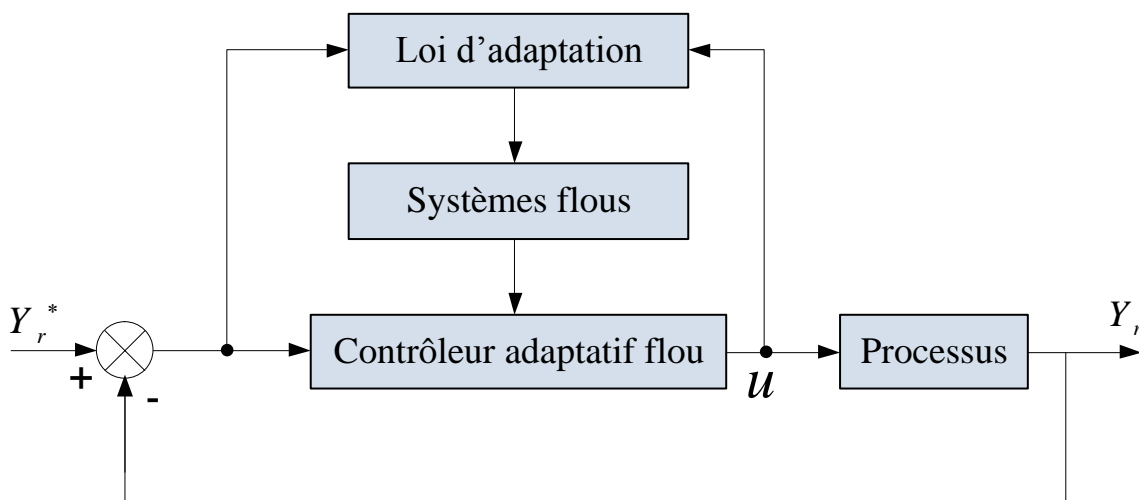 Loi d'adaptation
Systèmes flous
Y_r^*
Contrôleur adaptatif flou
Processus
Y_r
+
-
u